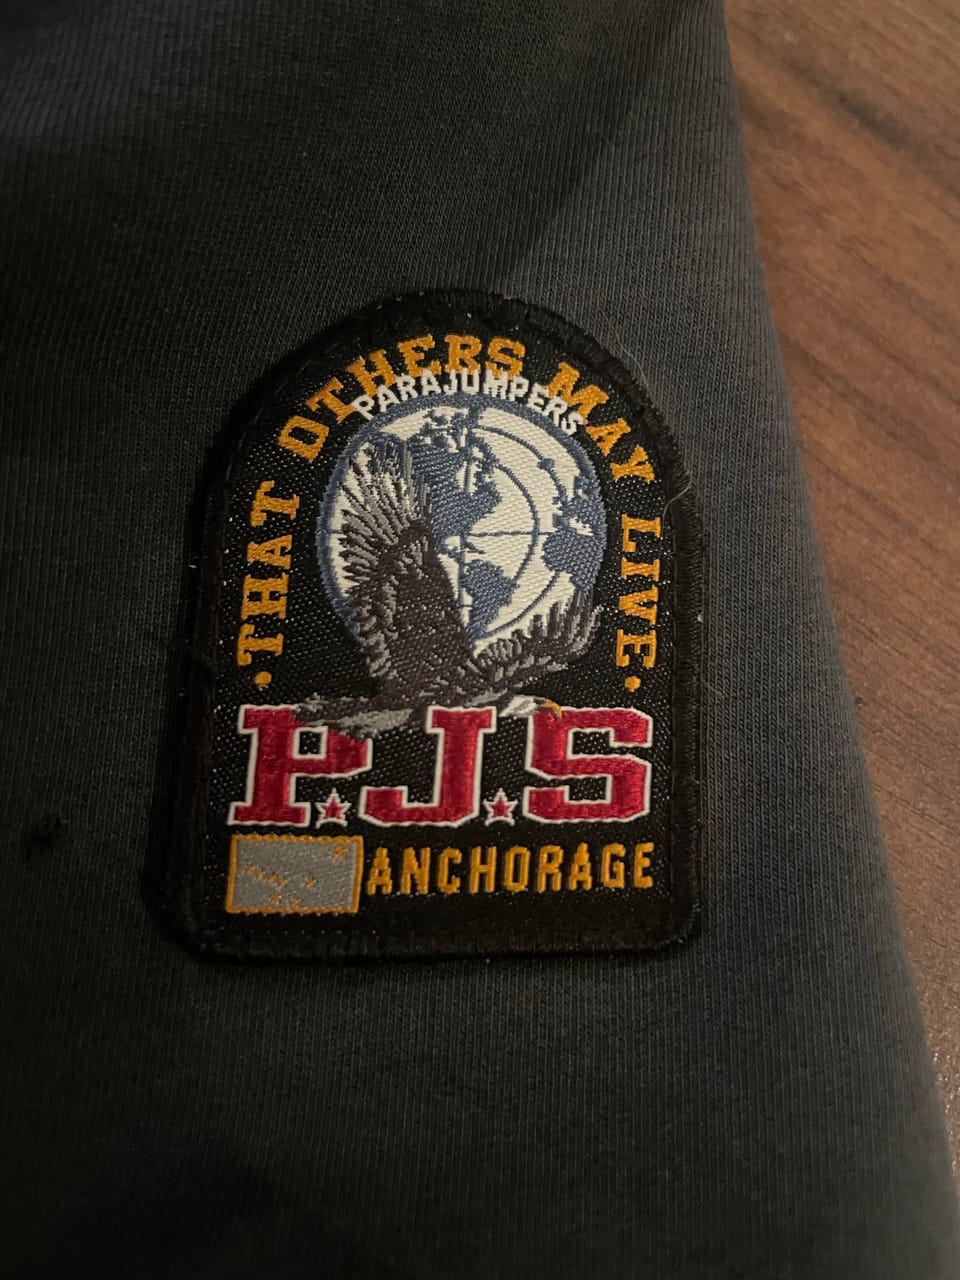 ·THAT OTHERS MAY LIVE·
PARAJUMPERS
P.J.S
ANCHORAGE